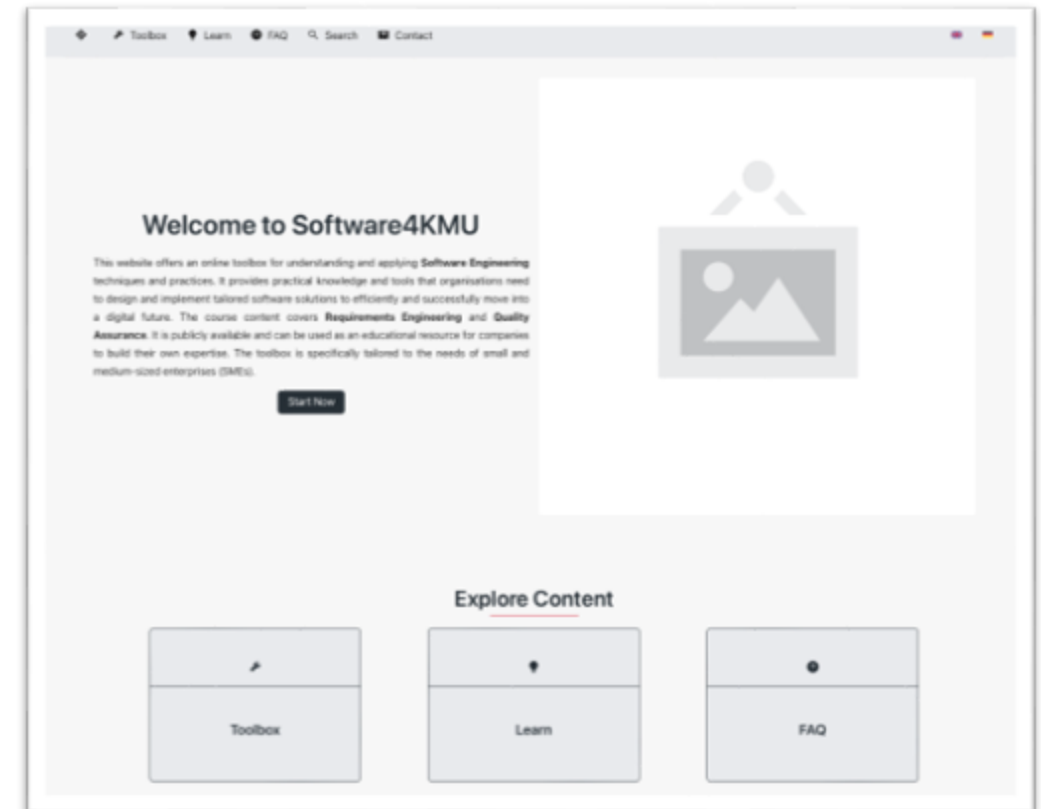 Toolbox Learn FAQ Search Contact
Welcome to Software4KMU
This website offers an online toolbox for understanding and applying Software Engineering
techniques and practices. It provides practical knowledge and tools that organisations need
to design and implement tailored software solutions to efficiently and successfully move into
a digital future. The course content covers Requirements Engineering and Quality
Assurance. It is publicly available and can be used as an educational resource for companies
to build their own expertise. The toolbox is specifically tailored to the needs of small and
medium-sized enterprises (SMEs).
Start Now
Explore Content
Toolbox
Learn
FAQ